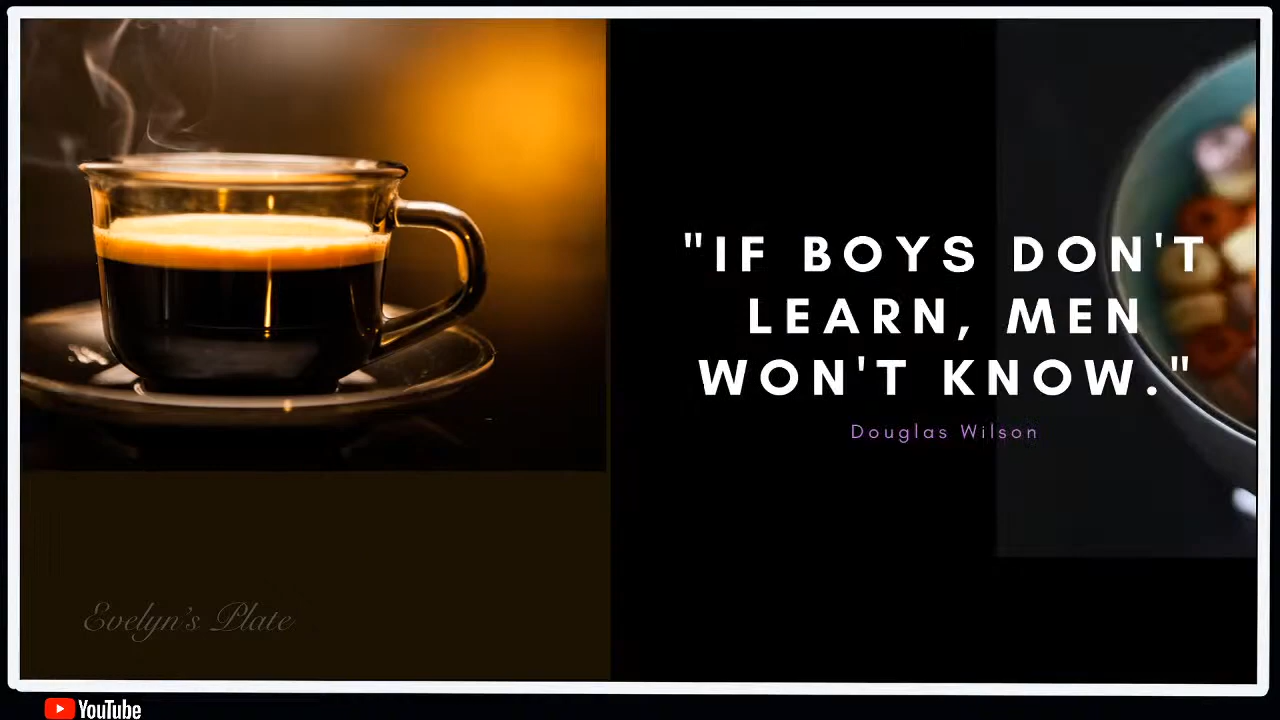 "IF BOYS DON'T
LEARN, MEN
WON'T KNOW."
Douglas Wilson
Evelyn's Plate
YouTube